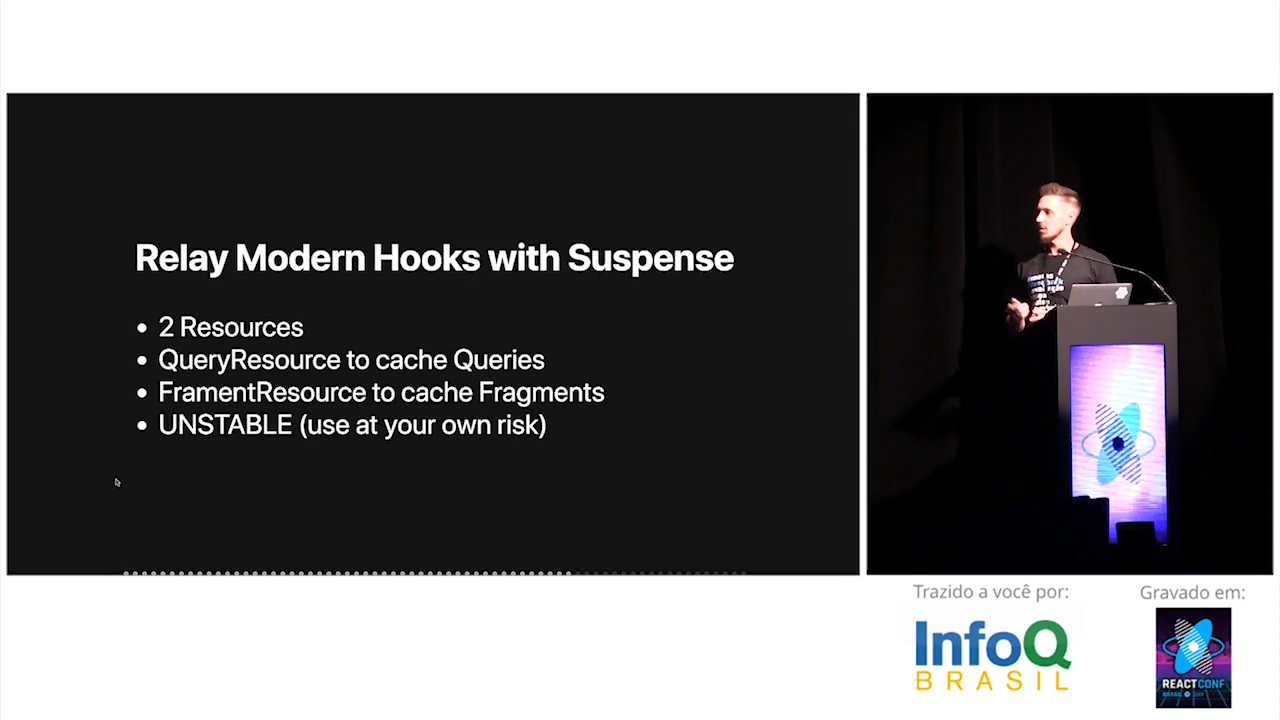 Relay Modern Hooks with Suspense
• 2 Resources
• QueryResource to cache Queries
• FramentResource to cache Fragments
• UNSTABLE (use at your own risk)
Trazido a você por:
InfoQ
BRASIL
Gravado em:
REACTCONF
BRASIL